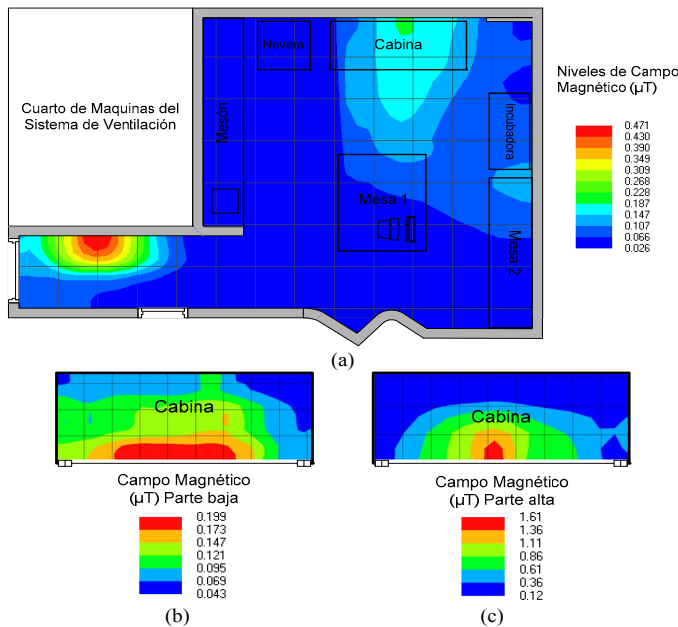 Nevera
Cabina
Cuarto de Maquinas del
Sistema de Ventilación
Mesón
Incubadora
Mesa 1
Mesa 2
Niveles de Campo
Magnético (µT)
0.471
0.430
0.390
0.349
0.309
0.268
0.228
0.187
0.147
0.107
0.066
0.026
(a)
Cabina
Campo Magnético
(µT) Parte baja
0.199
0.173
0.147
0.121
0.095
0.069
0.043
(b)
Cabina
Campo Magnético
(µT) Parte alta
1.61
1.36
1.11
0.86
0.61
0.36
0.12
(c)